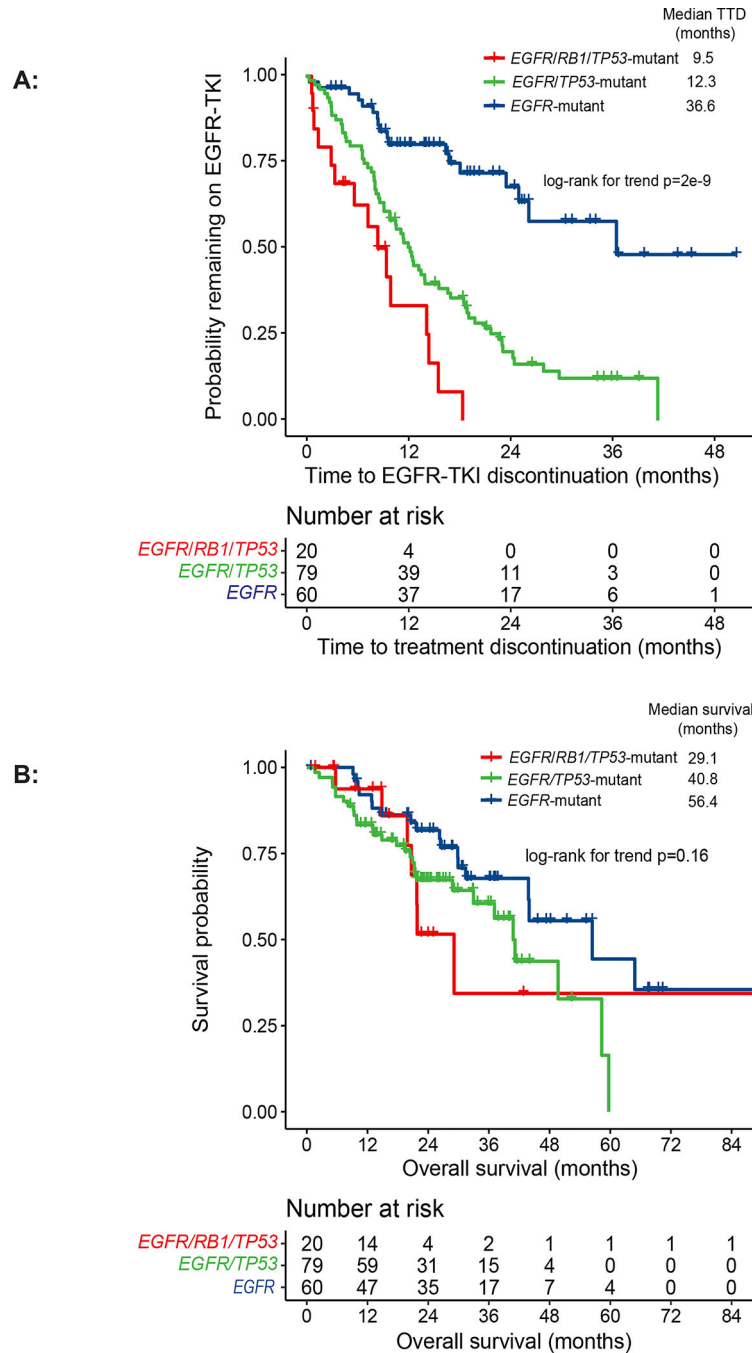 A:
Median TTD
(months)
EGFR/RB1/TP53-mutant 9.5
EGFR/TP53-mutant 12.3
EGFR-mutant 36.6
log-rank for trend p=2e-9
Probability remaining on EGFR-TKI
1.00
0.75
0.50
0.25
0.00
0 12 24 36 48
Time to EGFR-TKI discontinuation (months)
Number at risk
EGFR/RB1/TP53 20 4 0 0 0
EGFR/TP53 79 39 11 3 0
EGFR 60 37 17 6 1
0 12 24 36 48
Time to treatment discontinuation (months)
B:
Median survival
(months)
EGFR/RB1/TP53-mutant 29.1
EGFR/TP53-mutant 40.8
EGFR-mutant 56.4
log-rank for trend p=0.16
Survival probability
1.00
0.75
0.50
0.25
0.00
0 12 24 36 48 60 72 84
Overall survival (months)
Number at risk
EGFR/RB1/TP53 20 14 4 2 1 1 1 1
EGFR/TP53 79 59 31 15 4 0 0 0
EGFR 60 47 35 17 7 4 0 0
0 12 24 36 48 60 72 84
Overall survival (months)